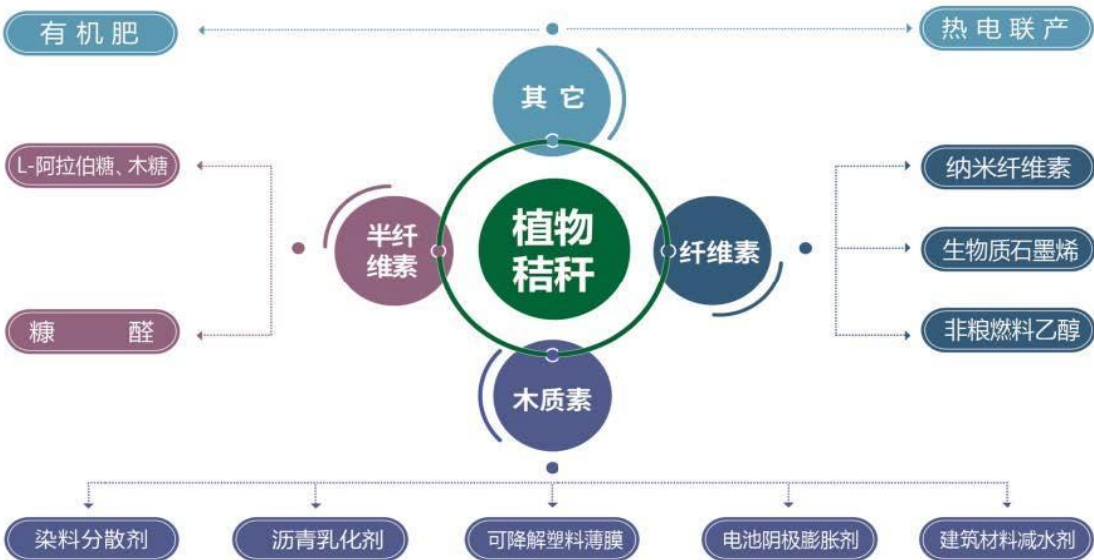 有机肥
热电联产
其它
L-阿拉伯糖、木糖
纳米纤维素
半纤
维素
植物
秸秆
纤维素
生物质石墨烯
糠醛
非粮燃料乙醇
木质素
染料分散剂
沥青乳化剂
可降解塑料薄膜
电池阴极膨胀剂
建筑材料减水剂